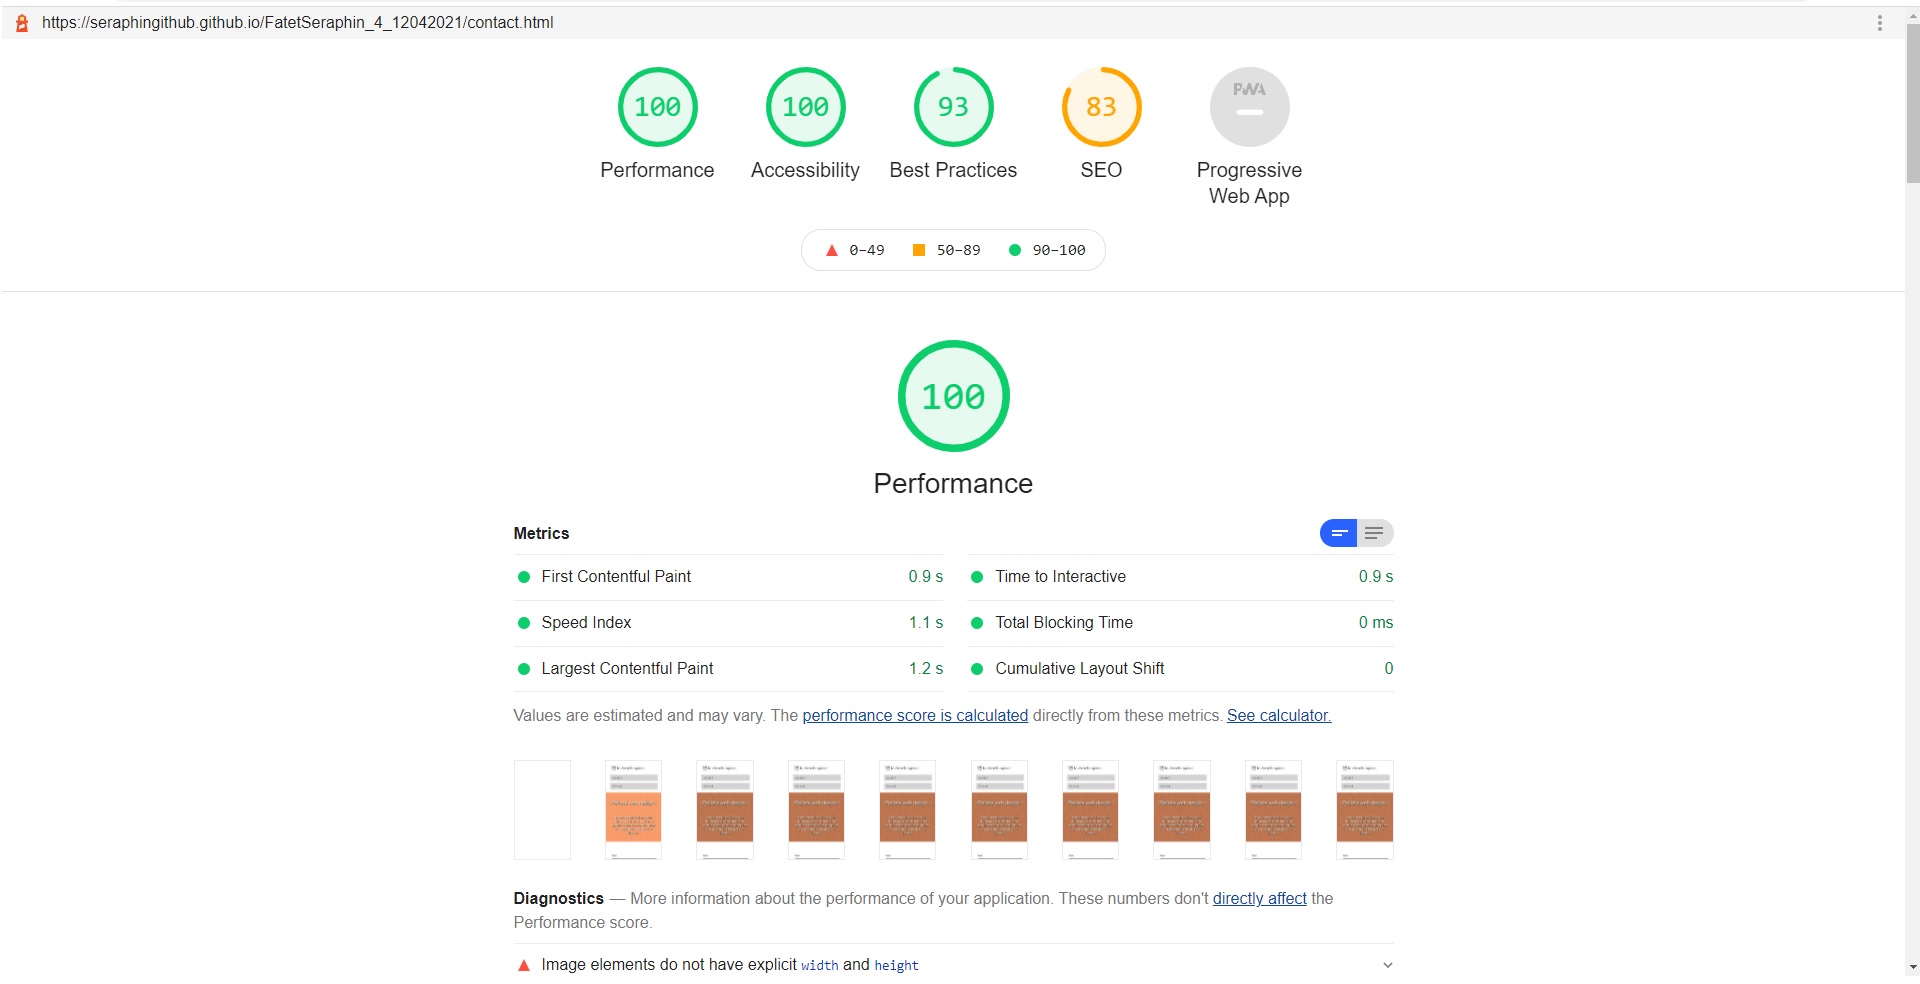 https://seraphingithub.github.io/FatetSeraphin_4_12042021/contact.html
100
100
93
83
PWA
Performance
Accessibility
Best Practices
SEO
Progressive
Web App
0–49
50–89
90–100
100
Performance
Metrics
First Contentful Paint 0.9 s
Time to Interactive 0.9 s
Speed Index 1.1 s
Total Blocking Time 0 ms
Largest Contentful Paint 1.2 s
Cumulative Layout Shift 0
Values are estimated and may vary. The performance score is calculated directly from these metrics. See calculator.
Diagnostics — More information about the performance of your application. These numbers don't directly affect the
Performance score.
Image elements do not have explicit width and height